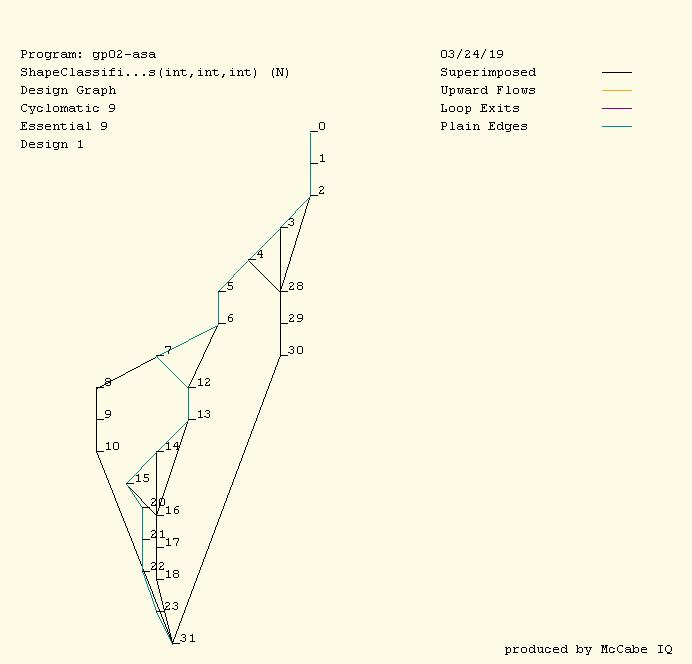 Program: gp02-asa
ShapeClassifi...s(int,int,int) (N)
Design Graph
Cyclomatic 9
Essential 9
Design 1
03/24/19
Superimposed
Upward Flows
Loop Exits
Plain Edges
0
1
2
3
4
5
28
6
29
7
30
8
12
9
13
10
14
15
20
16
21
17
22
18
23
31
produced by McCabe IQ